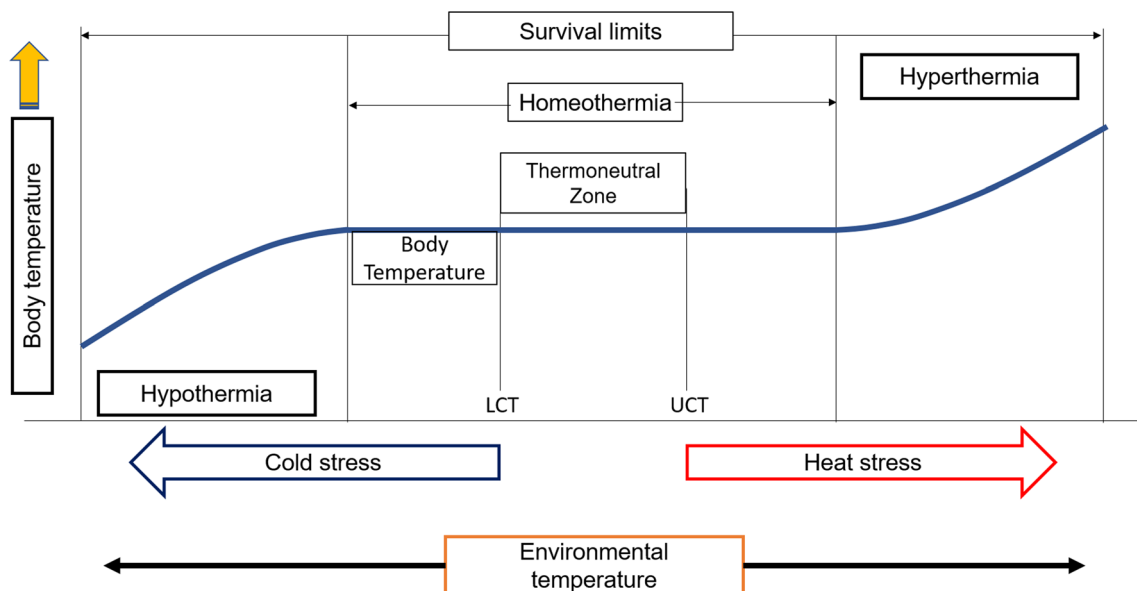 Survival limits
Hyperthermia
Homeothermia
Thermoneutral
Zone
Body temperature
Body
Temperature
Hypothermia
LCT
UCT
Cold stress
Heat stress
Environmental
temperature